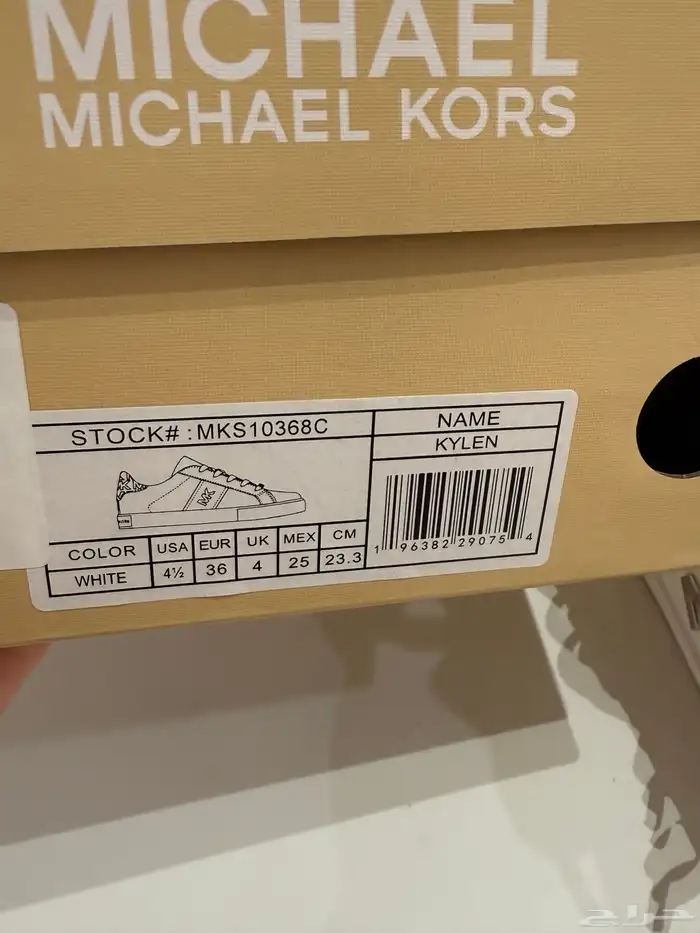 MICHAEL
MICHAEL KORS
STOCK# : MKS10368C
NAME
KYLEN
MK
COLOR USA EUR UK MEX CM
WHITE 4½ 36 4 25 23.3
1 96382 29075 4
حراج